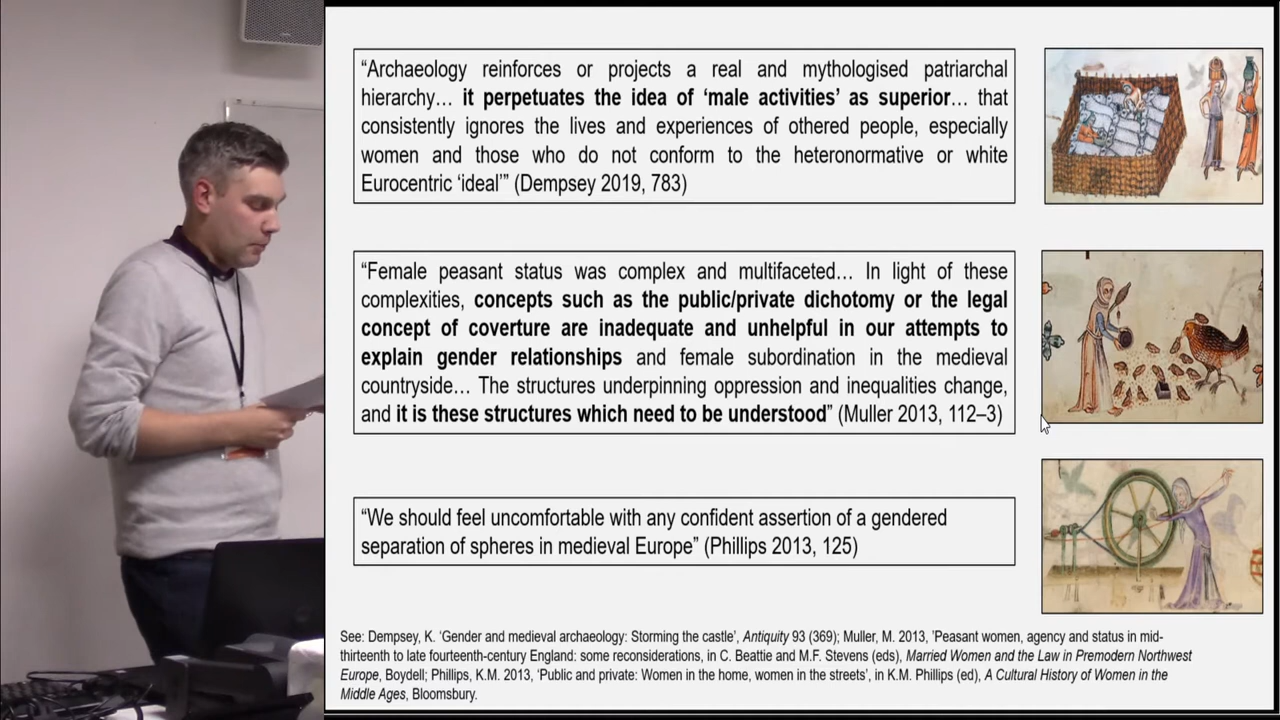 “Archaeology reinforces or projects a real and mythologised patriarchal
hierarchy… it perpetuates the idea of ‘male activities’ as superior… that
consistently ignores the lives and experiences of othered people, especially
women and those who do not conform to the heteronormative or white
Eurocentric ‘ideal’” (Dempsey 2019, 783)
“Female peasant status was complex and multifaceted… In light of these
complexities, concepts such as the public/private dichotomy or the legal
concept of coverture are inadequate and unhelpful in our attempts to
explain gender relationships and female subordination in the medieval
countryside… The structures underpinning oppression and inequalities change,
and it is these structures which need to be understood” (Muller 2013, 112–3)
“We should feel uncomfortable with any confident assertion of a gendered
separation of spheres in medieval Europe” (Phillips 2013, 125)
See: Dempsey, K. ‘Gender and medieval archaeology: Storming the castle’, Antiquity 93 (369); Muller, M. 2013, ’Peasant women, agency and status in mid-
thirteenth to late fourteenth-century England: some reconsiderations, in C. Beattie and M.F. Stevens (eds), Married Women and the Law in Premodern Northwest
Europe, Boydell; Phillips, K.M. 2013, ‘Public and private: Women in the home, women in the streets’, in K.M. Phillips (ed), A Cultural History of Women in the
Middle Ages, Bloomsbury.